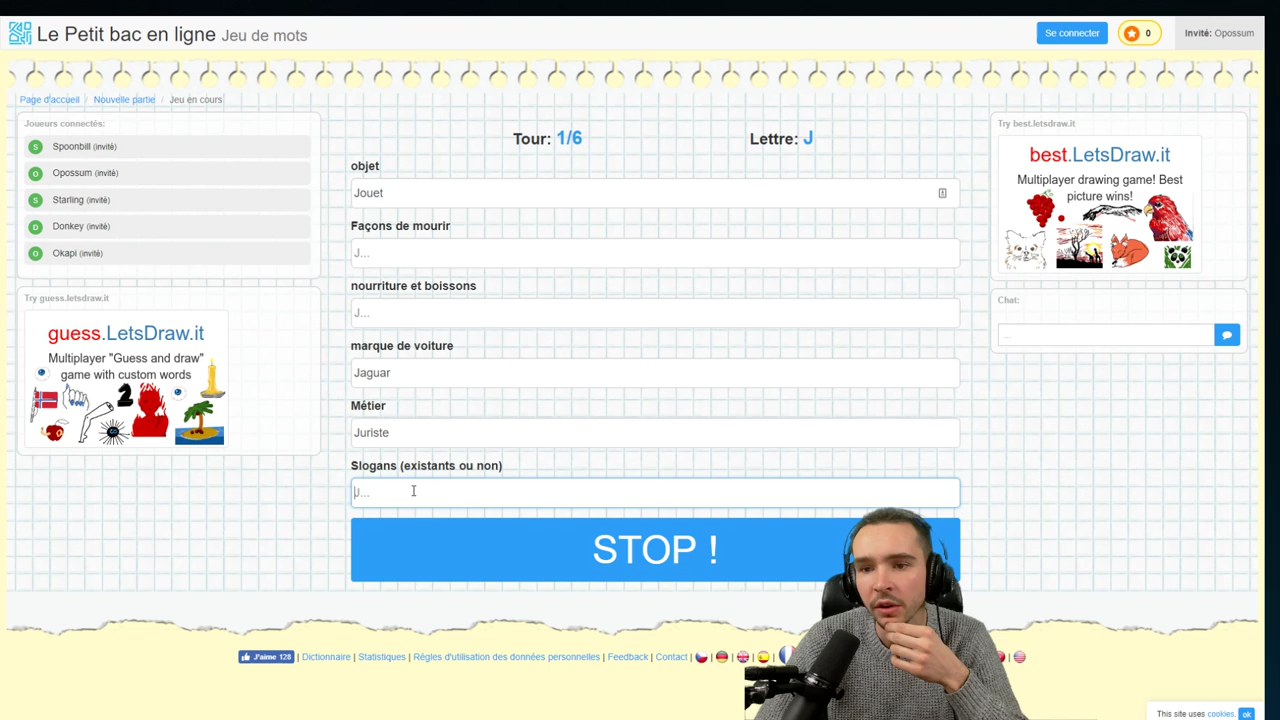 Le Petit bac en ligne Jeu de mots
Se connecter
0
Invité: Opossum
Page d'accueil / Nouvelle partie / Jeu en cours
Joueurs connectés:
S Spoonbill (invité)
O Opossum (invité)
S Starling (invité)
D Donkey (invité)
O Okapi (invité)
Try guess.letsdraw.it
guess.LetsDraw.it
Multiplayer "Guess and draw"
game with custom words
Tour: 1/6
Lettre: J
objet
Jouet
Façons de mourir
J...
nourriture et boissons
J...
marque de voiture
Jaguar
Métier
Juriste
Slogans (existants ou non)
J...
STOP !
Try best.letsdraw.it
best.LetsDraw.it
Multiplayer drawing game! Best
picture wins!
Chat:
...
J'aime 128 | Dictionnaire | Statistiques | Règles d'utilisation des données personnelles | Feedback | Contact |
This site uses cookies. ok